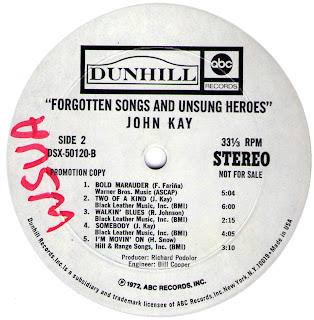 DUNHILL
abc
RECORDS
"FORGOTTEN SONGS AND UNSUNG HEROES"
JOHN KAY
SIDE 2
DSX-50120-B
PROMOTION COPY
33⅓ RPM
STEREO
NOT FOR SALE
WSUA
1. BOLD MARAUDER (F. Fariña)
Warner Bros. Music (ASCAP) 5:04
2. TWO OF A KIND (J. Kay)
Black Leather Music, Inc. (BMI) 6:00
3. WALKIN' BLUES (R. Johnson)
Black Leather Music, Inc. (BMI) 2:15
4. SOMEBODY (J. Kay)
Black Leather Music, Inc. (BMI) 4:05
5. I'M MOVIN' ON (H. Snow)
Hill & Range Songs, Inc. (BMI) 3:10
Producer: Richard Podolor
Engineer: Bill Cooper
Ⓟ1972, ABC RECORDS, INC.
Dunhill Records, Inc. is a subsidiary and trademark licensee of ABC Records, Inc. New York, N.Y. 10019 • Made in USA